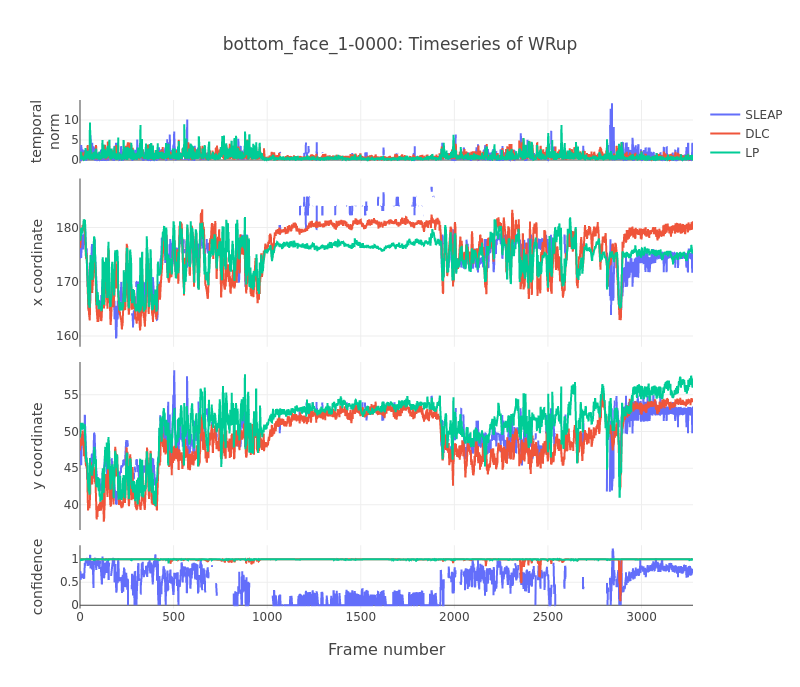 bottom_face_1-0000: Timeseries of WRup
SLEAP
DLC
LP
temporal
norm
10
5
0
x coordinate
180
170
160
y coordinate
55
50
45
40
confidence
1
0.5
0
0 500 1000 1500 2000 2500 3000
Frame number